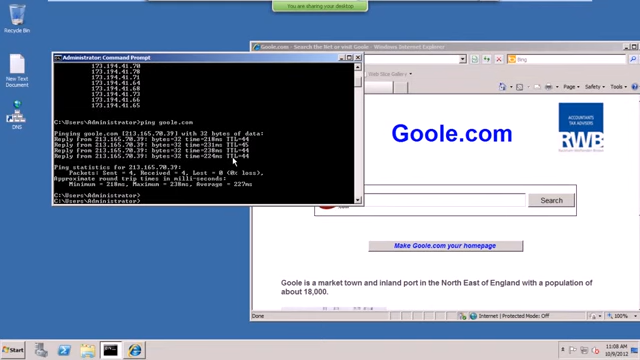 You are sharing your desktop
Recycle Bin
New Text
Document
DNS
Administrator: Command Prompt
173.194.41.70
173.194.41.78
173.194.41.71
173.194.41.64
173.194.41.68
173.194.41.73
173.194.41.66
173.194.41.65
C:\Users\Administrator>ping goole.com
Pinging goole.com [213.165.70.39] with 32 bytes of data:
Reply from 213.165.70.39: bytes=32 time=218ms TTL=44
Reply from 213.165.70.39: bytes=32 time=231ms TTL=45
Reply from 213.165.70.39: bytes=32 time=238ms TTL=44
Reply from 213.165.70.39: bytes=32 time=224ms TTL=44
Ping statistics for 213.165.70.39:
Packets: Sent = 4, Received = 4, Lost = 0 (0% loss),
Approximate round trip times in milli-seconds:
Minimum = 218ms, Maximum = 238ms, Average = 227ms
C:\Users\Administrator>
C:\Users\Administrator>
Goole.com - Search the Net or visit Goole - Windows Internet Explorer
Bing
Web Slice Gallery
Page Safety Tools
Goole.com
ACCOUNTANTS
TAX ADVISERS
RWB
Search
Make Goole.com your homepage
Goole is a market town and inland port in the North East of England with a population of
about 18,000.
Done
Internet | Protected Mode: Off
100%
Start
11:08 AM
10/9/2012